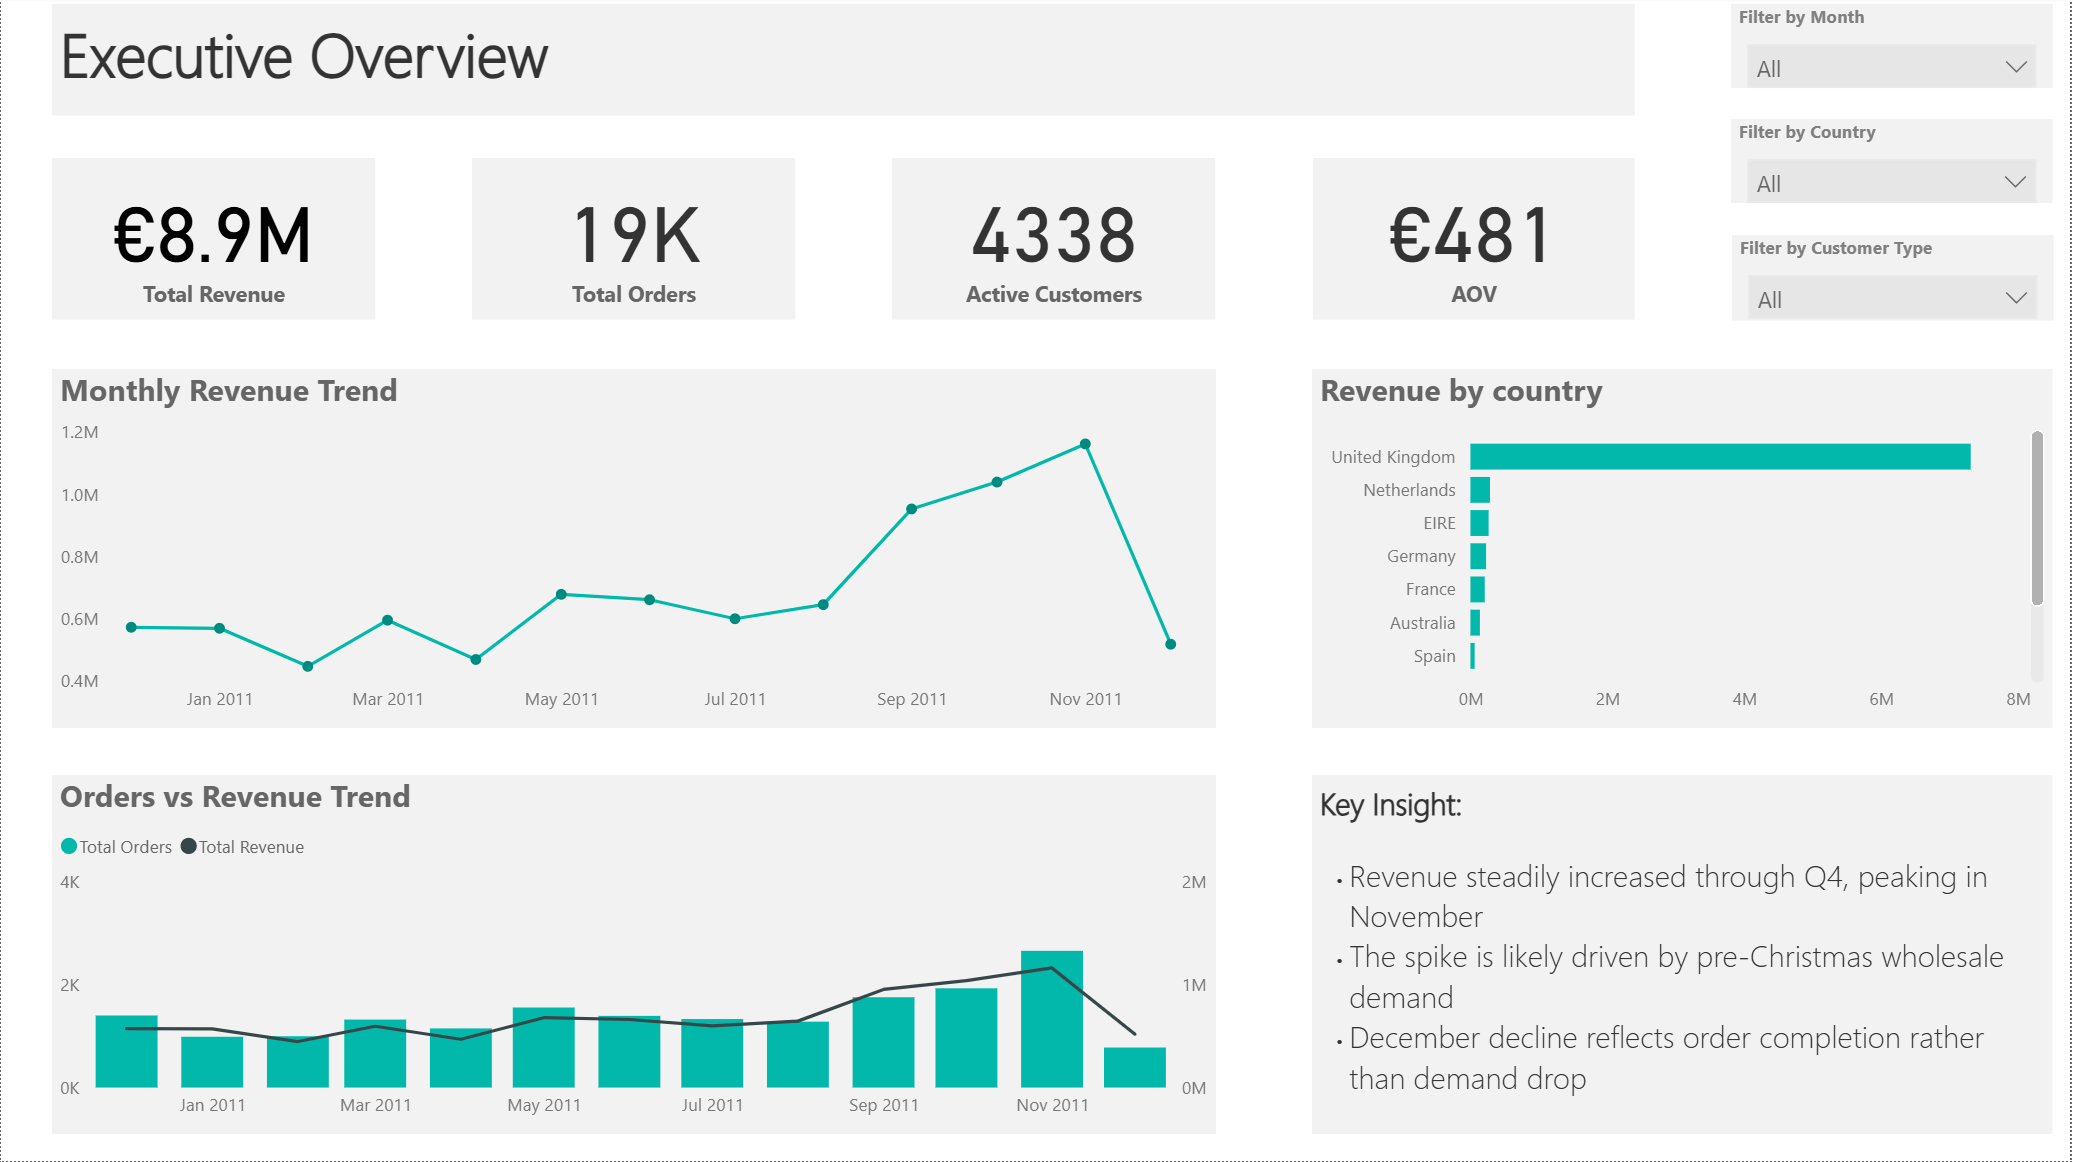 Executive Overview
Filter by Month
All
Filter by Country
All
Filter by Customer Type
All
€8.9M
Total Revenue
19K
Total Orders
4338
Active Customers
€481
AOV
Monthly Revenue Trend
1.2M
1.0M
0.8M
0.6M
0.4M
Jan 2011
Mar 2011
May 2011
Jul 2011
Sep 2011
Nov 2011
Revenue by country
United Kingdom
Netherlands
EIRE
Germany
France
Australia
Spain
0M
2M
4M
6M
8M
Orders vs Revenue Trend
Total Orders
Total Revenue
4K
2K
0K
2M
1M
0M
Jan 2011
Mar 2011
May 2011
Jul 2011
Sep 2011
Nov 2011
Key Insight:
• Revenue steadily increased through Q4, peaking in
November
• The spike is likely driven by pre-Christmas wholesale
demand
• December decline reflects order completion rather
than demand drop